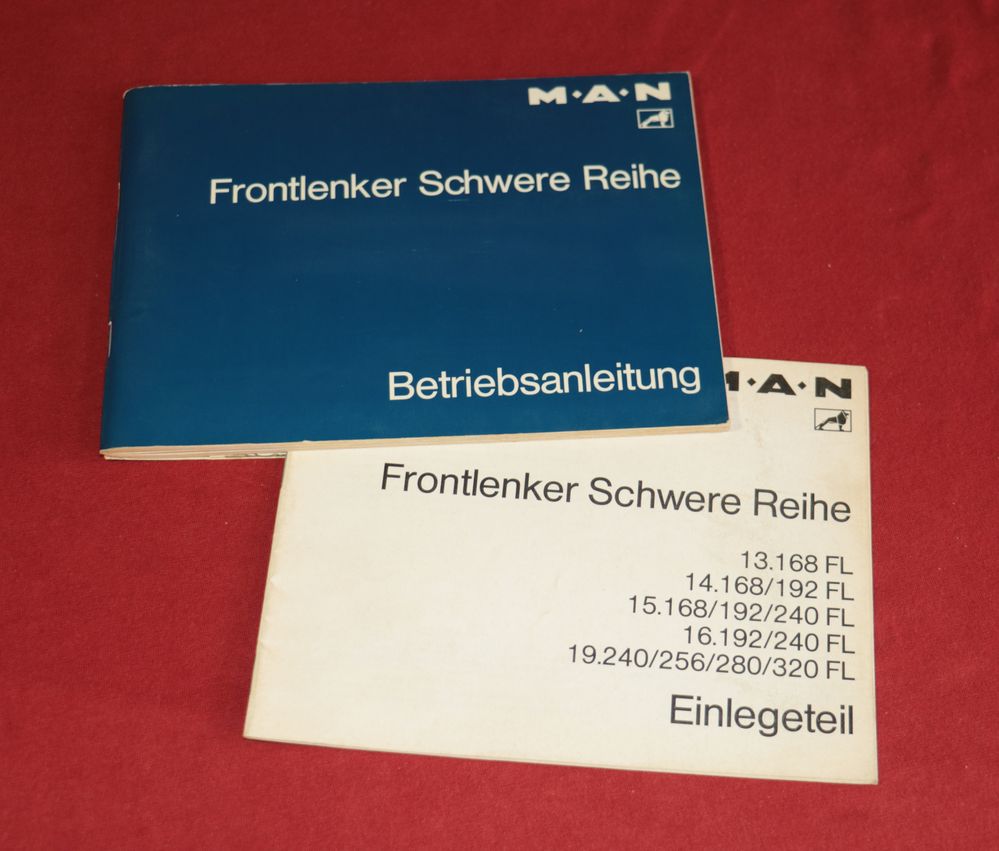 M·A·N
Frontlenker Schwere Reihe
Betriebsanleitung
·A·N
Frontlenker Schwere Reihe
13.168 FL
14.168/192 FL
15.168/192/240 FL
16.192/240 FL
19.240/256/280/320 FL
Einlegeteil